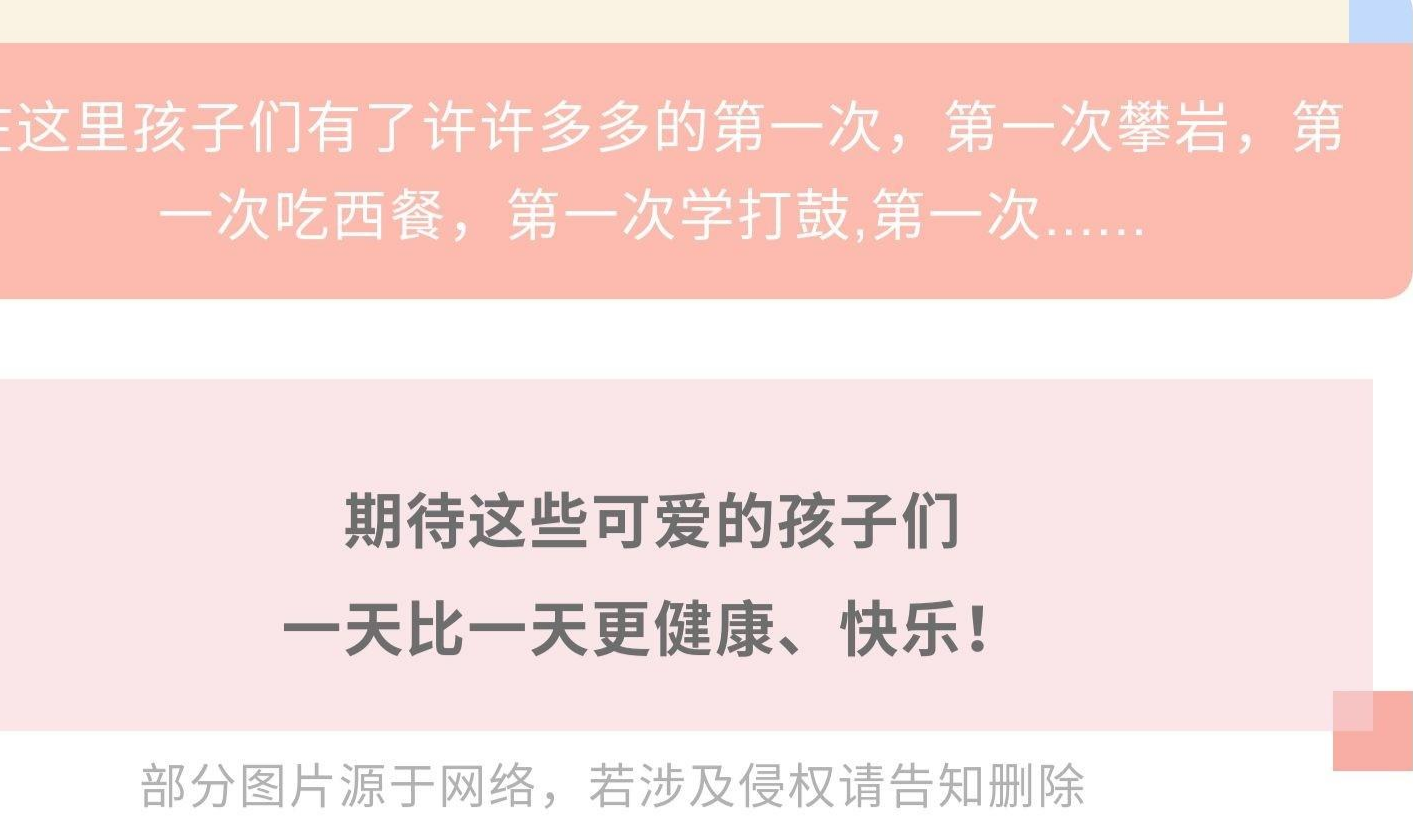 在这里孩子们有了许许多多的第一次，第一次攀岩，第
一次吃西餐，第一次学打鼓,第一次......
期待这些可爱的孩子们
一天比一天更健康、快乐！
部分图片源于网络，若涉及侵权请告知删除